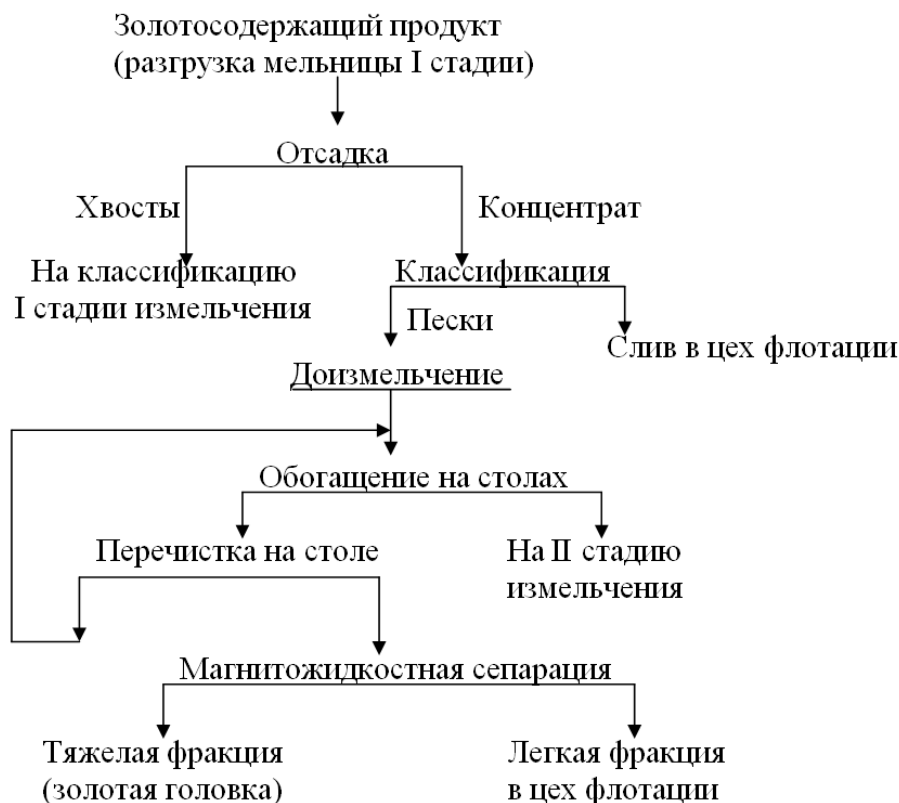 Золотосодержащий продукт
(разгрузка мельницы I стадии)
Отсадка
Хвосты
Концентрат
На классификацию
I стадии измельчения
Классификация
Пески
Слив в цех флотации
Доизмельчение
Обогащение на столах
Перечистка на столе
На II стадию
измельчения
Магнитожидкостная сепарация
Тяжелая фракция
(золотая головка)
Легкая фракция
в цех флотации